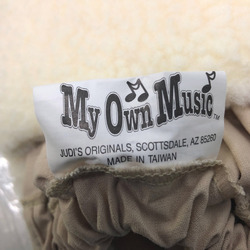 My Own Music™
JUDI'S ORIGINALS, SCOTTSDALE, AZ 85260
MADE IN TAIWAN